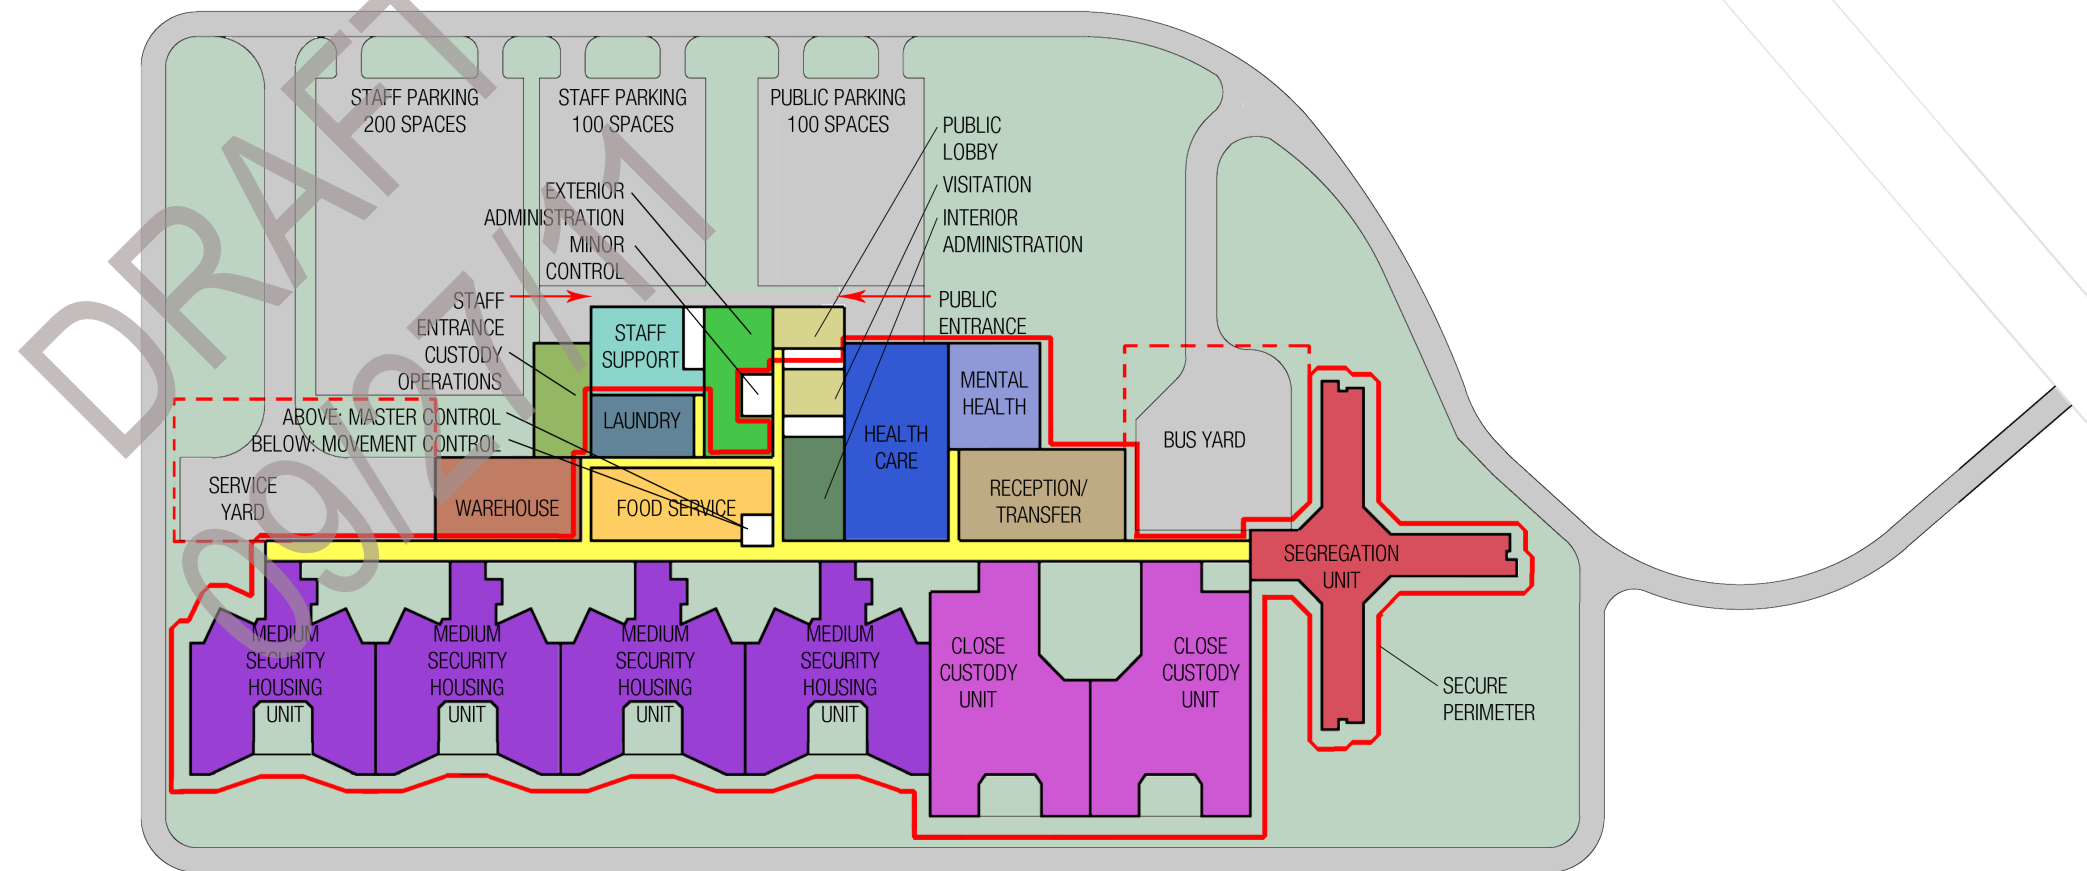 DRAFT
09/27/11
STAFF PARKING
200 SPACES
STAFF PARKING
100 SPACES
PUBLIC PARKING
100 SPACES
PUBLIC
LOBBY
VISITATION
INTERIOR
ADMINISTRATION
EXTERIOR
ADMINISTRATION
MINOR
CONTROL
STAFF
ENTRANCE
CUSTODY
OPERATIONS
PUBLIC
ENTRANCE
ABOVE: MASTER CONTROL
BELOW: MOVEMENT CONTROL
STAFF
SUPPORT
LAUNDRY
MENTAL
HEALTH
HEALTH
CARE
BUS YARD
SERVICE
YARD
WAREHOUSE
FOOD SERVICE
RECEPTION/
TRANSFER
SEGREGATION
UNIT
MEDIUM
SECURITY
HOUSING
UNIT
MEDIUM
SECURITY
HOUSING
UNIT
MEDIUM
SECURITY
HOUSING
UNIT
MEDIUM
SECURITY
HOUSING
UNIT
CLOSE
CUSTODY
UNIT
CLOSE
CUSTODY
UNIT
SECURE
PERIMETER